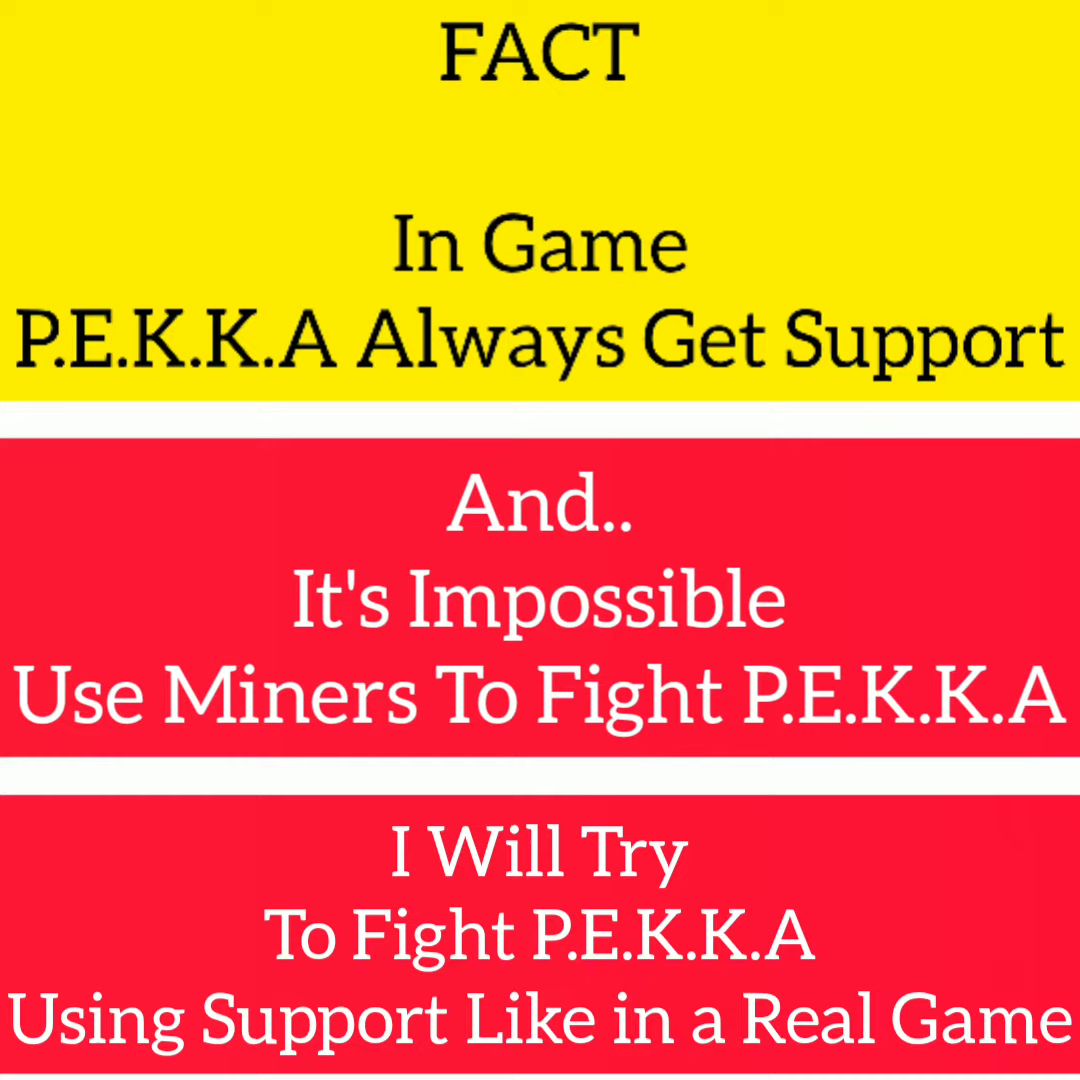 FACT
In Game
P.E.K.K.A Always Get Support
And..
It's Impossible
Use Miners To Fight P.E.K.K.A
I Will Try
To Fight P.E.K.K.A
Using Support Like in a Real Game